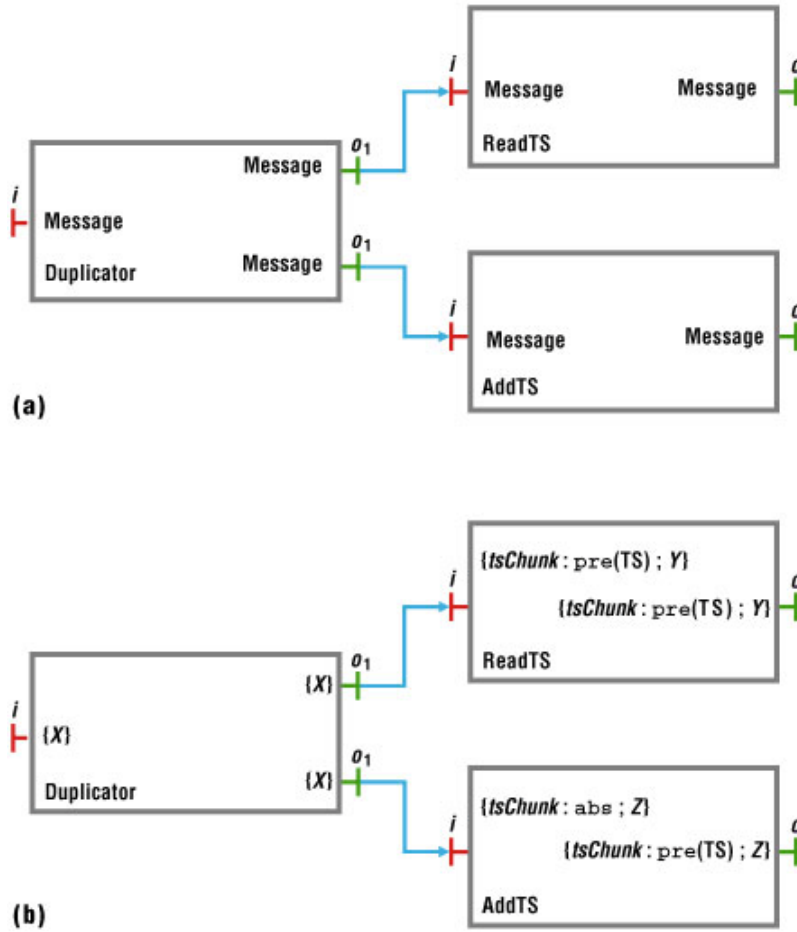 i
Message
Message
ReadTS
o
o1
Message
i
Message
Message
Duplicator
o1
i
Message
Message
AddTS
o
(a)
i
{tsChunk : pre(TS) ; Y}
{tsChunk : pre(TS) ; Y}
ReadTS
o
o1
{X}
i
{X}
{X}
Duplicator
o1
i
{tsChunk : abs ; Z}
{tsChunk : pre(TS) ; Z}
AddTS
o
(b)